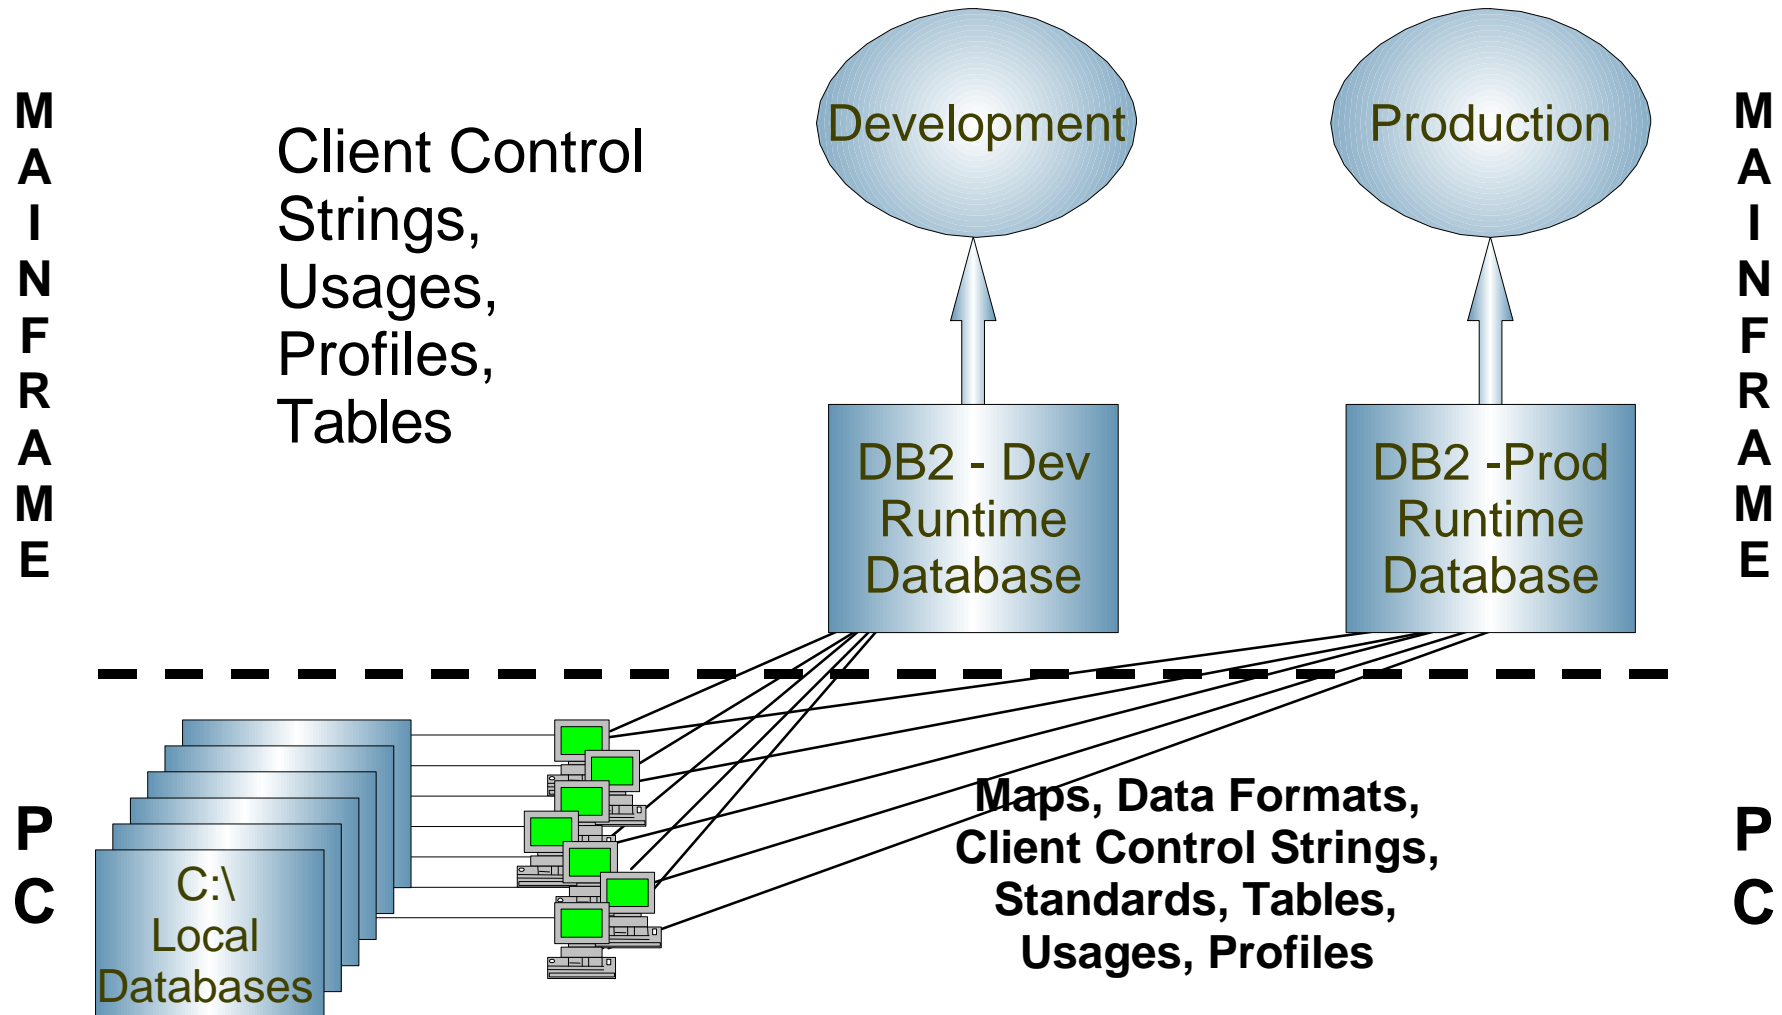 MAINFRAME
Client Control
Strings,
Usages,
Profiles,
Tables
Development
Production
MAINFRAME
DB2 - Dev
Runtime
Database
DB2 -Prod
Runtime
Database
PC
C:\
Local
Databases
Maps, Data Formats,
Client Control Strings,
Standards, Tables,
Usages, Profiles
PC